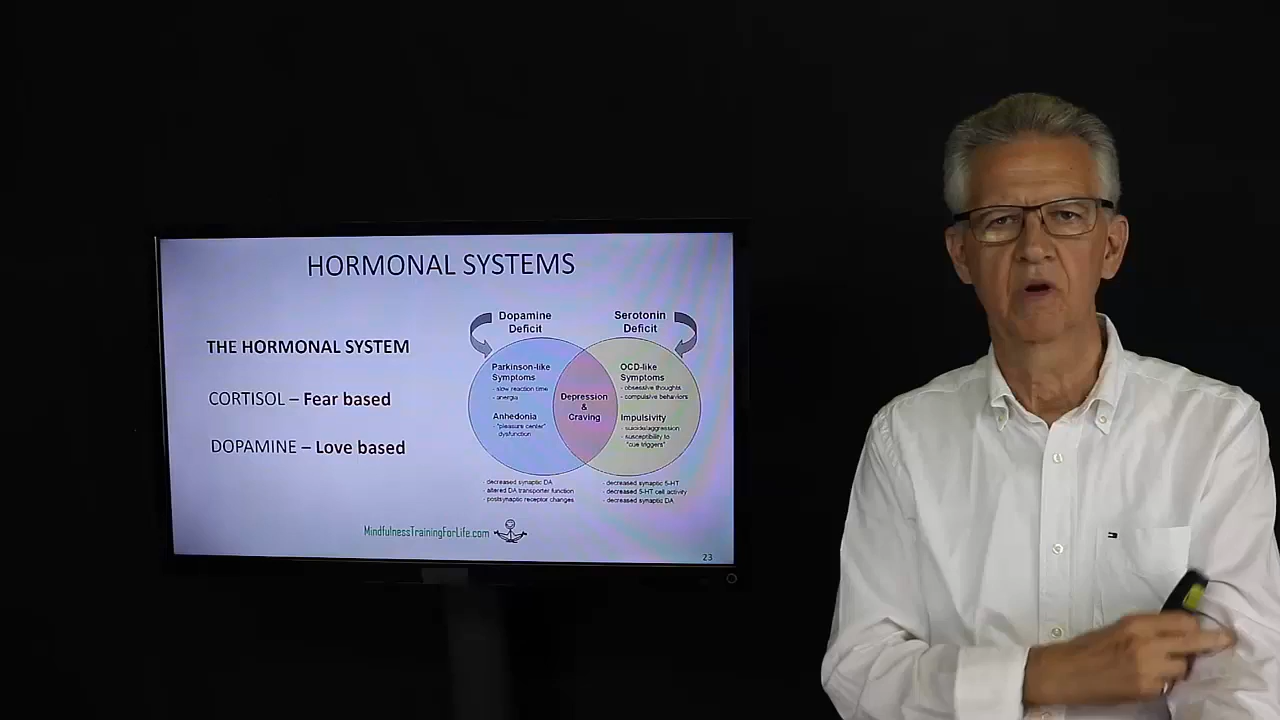 HORMONAL SYSTEMS
THE HORMONAL SYSTEM
CORTISOL – Fear based
DOPAMINE – Love based
Dopamine
Deficit
Serotonin
Deficit
Parkinson-like
Symptoms
- slow reaction time
- anergia
Anhedonia
- "pleasure center"
dysfunction
Depression
&
Craving
OCD-like
Symptoms
- obsessive thoughts
- compulsive behaviors
Impulsivity
- suicide/aggression
- susceptibility to
"cue triggers"
- decreased synaptic DA
- altered DA transporter function
- postsynaptic receptor changes
- decreased synaptic 5-HT
- decreased 5-HT cell activity
- decreased synaptic DA
MindfulnessTrainingForLife.com
23